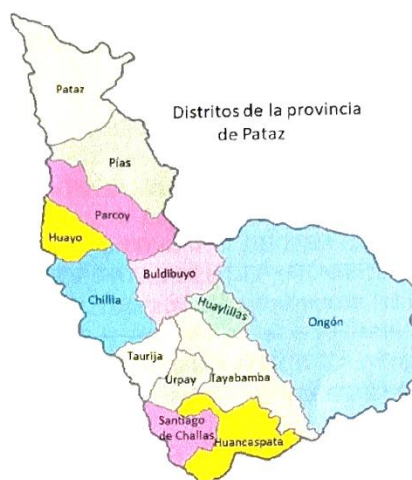 Pataz
Distritos de la provincia
de Pataz
Pías
Parcoy
Huayo
Buldibuyo
Chillia
Huaylillas
Ongón
Taurija
Urpay
Tayabamba
Santiago
de Challas
Huancaspata